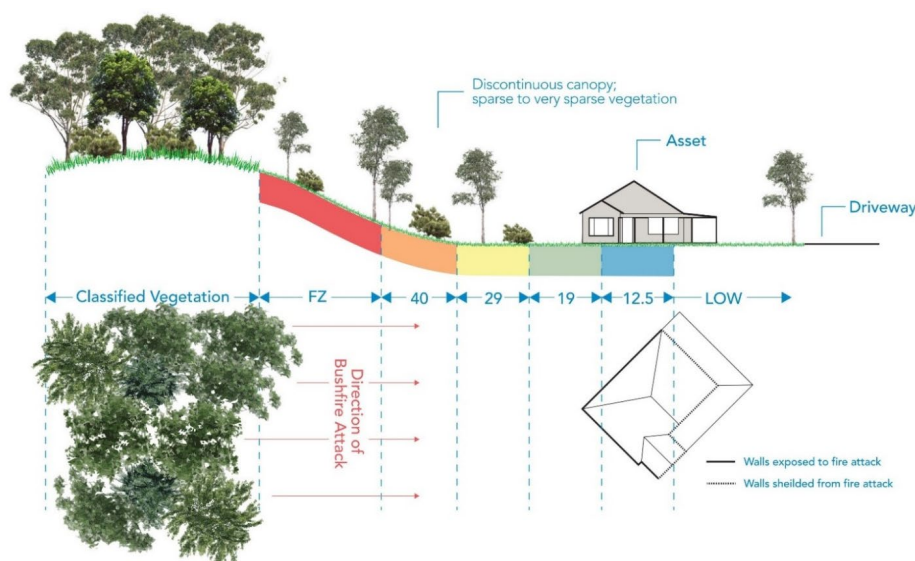 Discontinuous canopy;
sparse to very sparse vegetation
Asset
Driveway
Classified Vegetation
FZ
40
29
19
12.5
LOW
Direction of
Bushfire Attack
Walls exposed to fire attack
Walls sheilded from fire attack